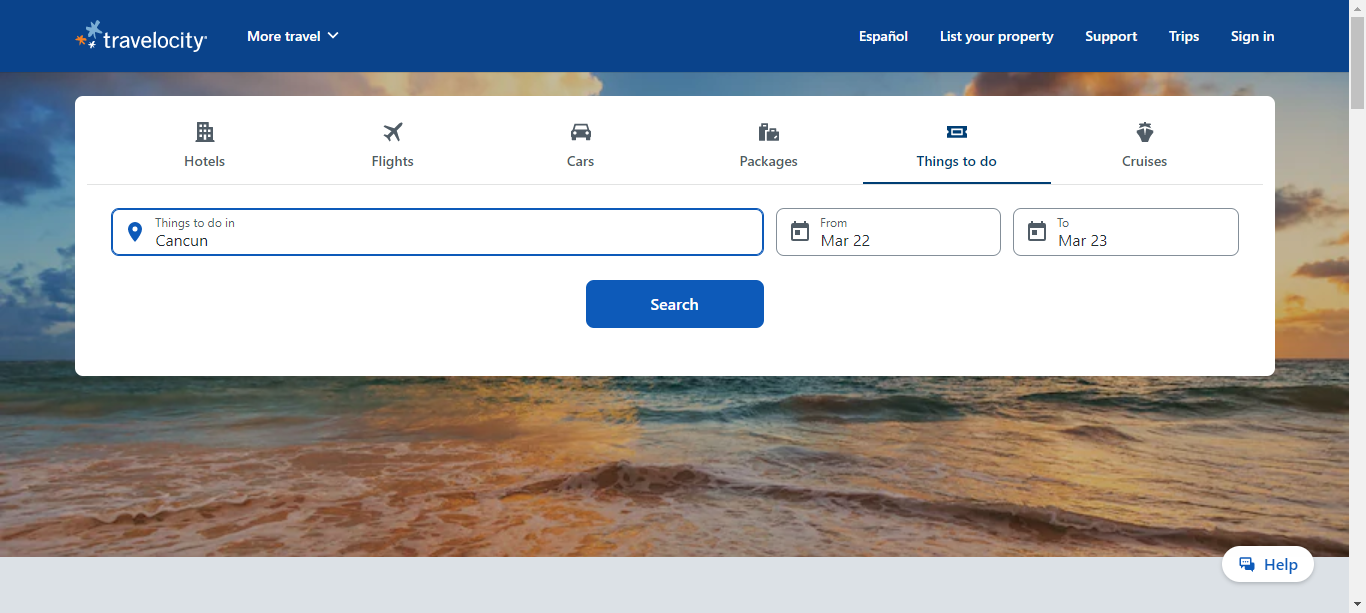 travelocity
More travel
Español
List your property
Support
Trips
Sign in
Hotels
Flights
Cars
Packages
Things to do
Cruises
Things to do in
Cancun
From
Mar 22
To
Mar 23
Search
Help